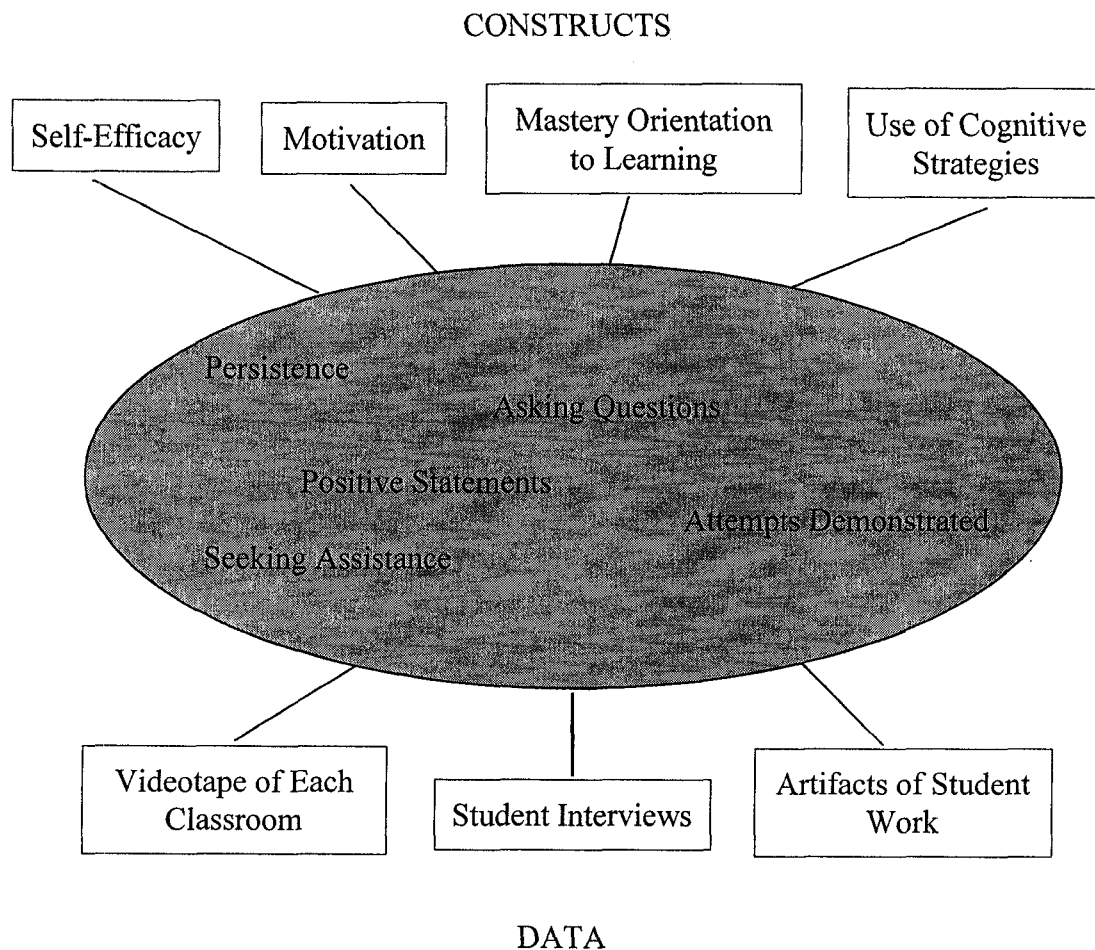 CONSTRUCTS
Self-Efficacy
Motivation
Mastery Orientation
to Learning
Use of Cognitive
Strategies
Persistence
Asking Questions
Positive Statements
Attempts Demonstrated
Seeking Assistance
Videotape of Each
Classroom
Student Interviews
Artifacts of Student
Work
DATA